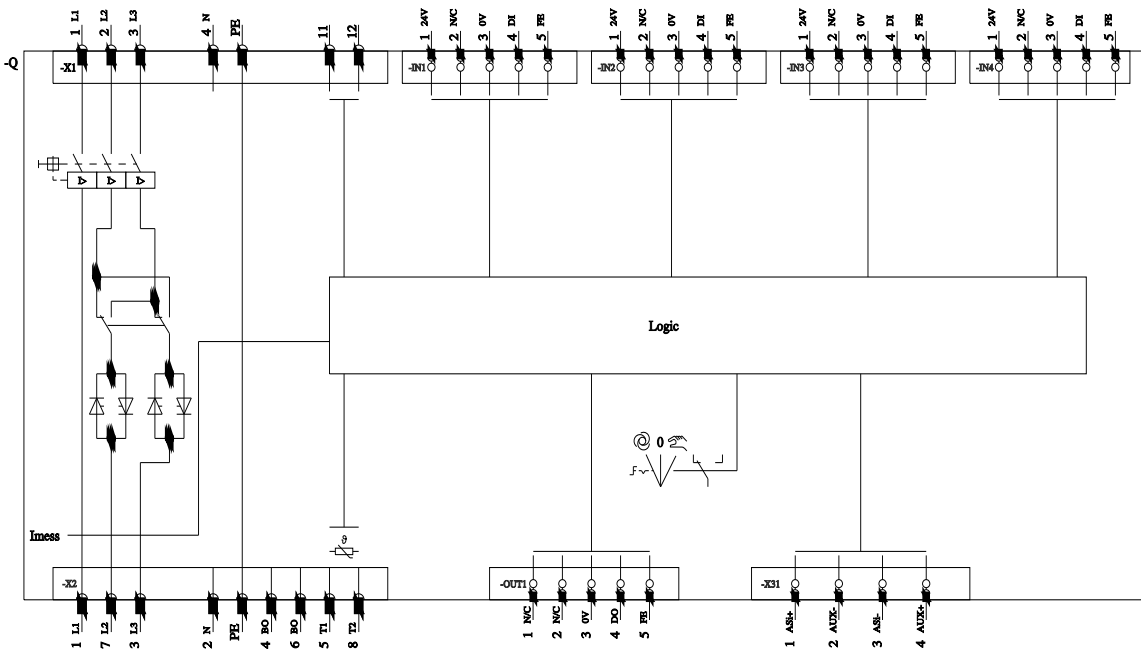 1 L1
2 L2
3 L3
4 N
PE
11
12
1 24V
2 N/C
3 0V
4 DI
5 FE
1 24V
2 N/C
3 0V
4 DI
5 FE
1 24V
2 N/C
3 0V
4 DI
5 FE
1 24V
2 N/C
3 0V
4 DI
5 FE
-Q
-X1
-IN1
-IN2
-IN3
-IN4
Logic
0
Imess
ϑ
-X2
-OUT1
-X31
1 L1
7 L2
3 L3
2 N
PE
4 BO
6 BO
5 T1
8 T2
1 N/C
2 N/C
3 0V
4 DO
5 FE
1 ASi+
2 AUX-
3 ASi-
4 AUX+